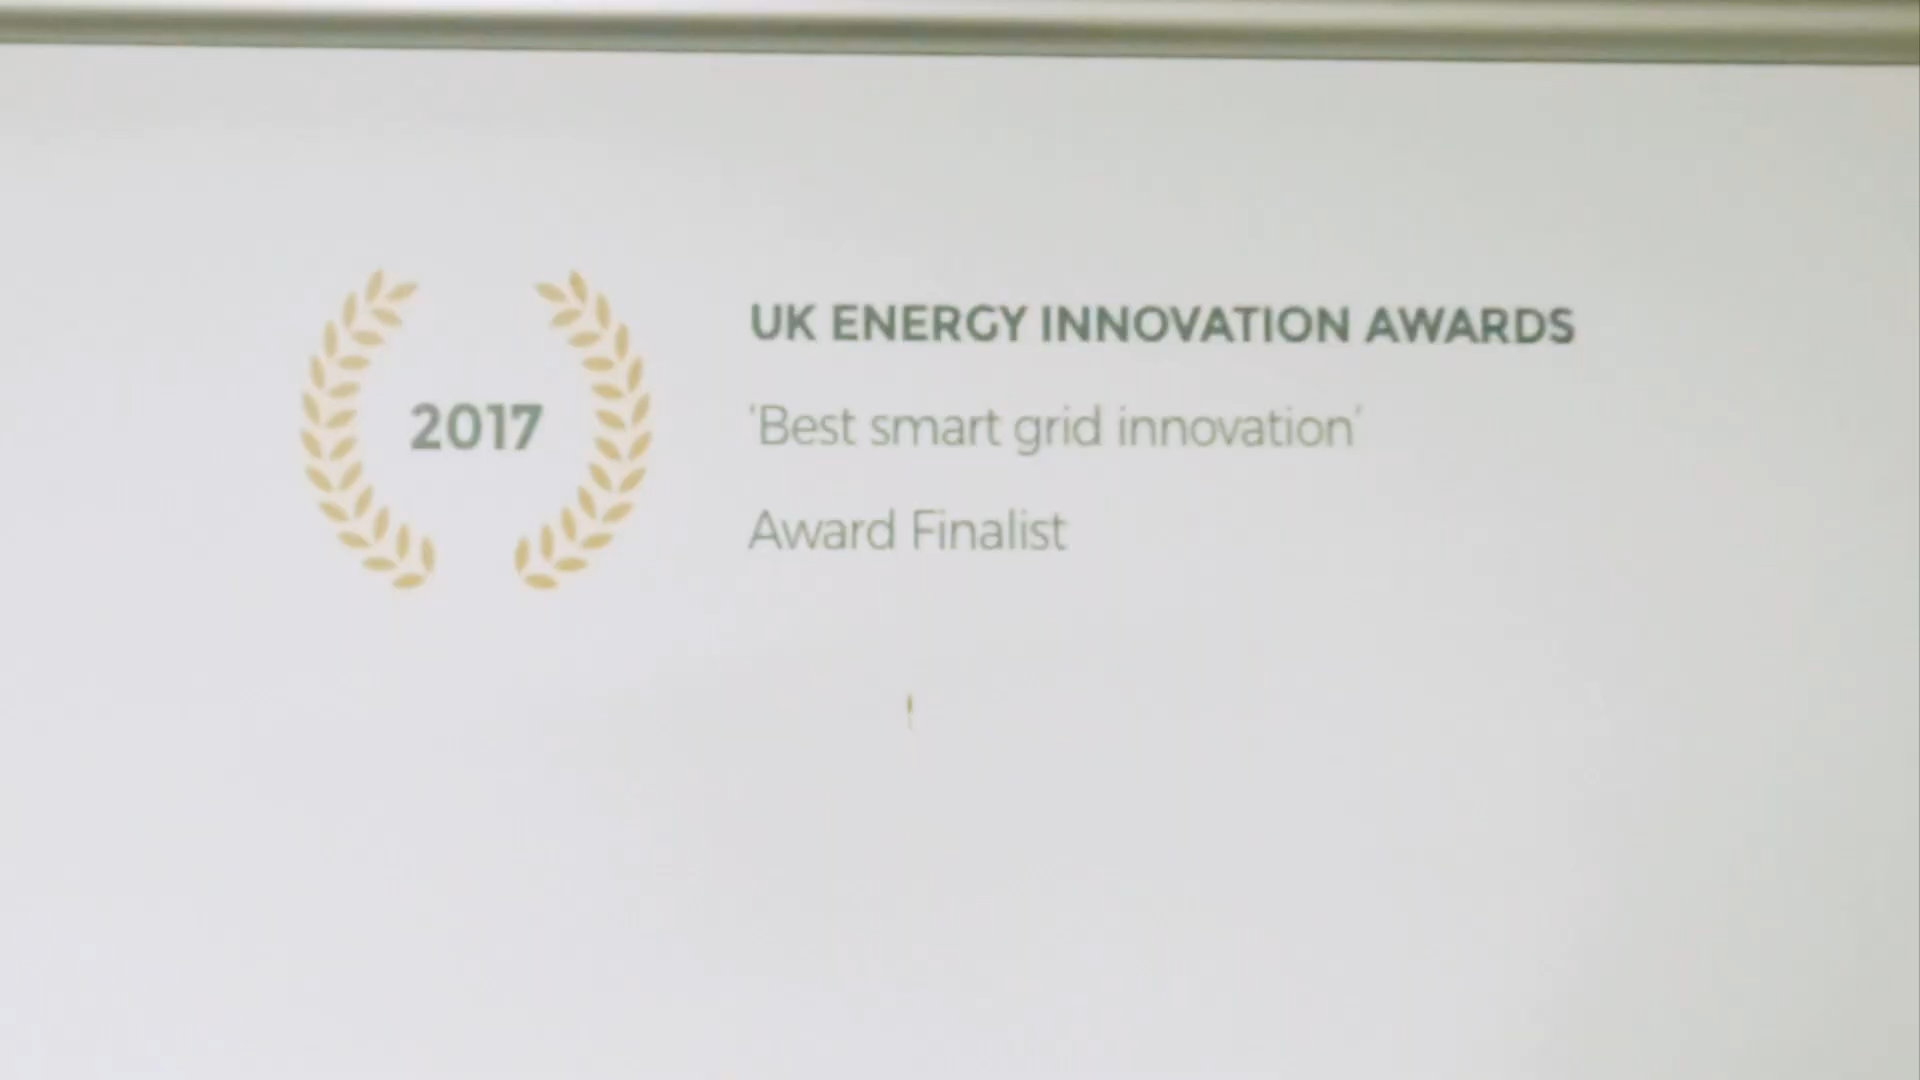 2017
UK ENERGY INNOVATION AWARDS
‘Best smart grid innovation’
Award Finalist